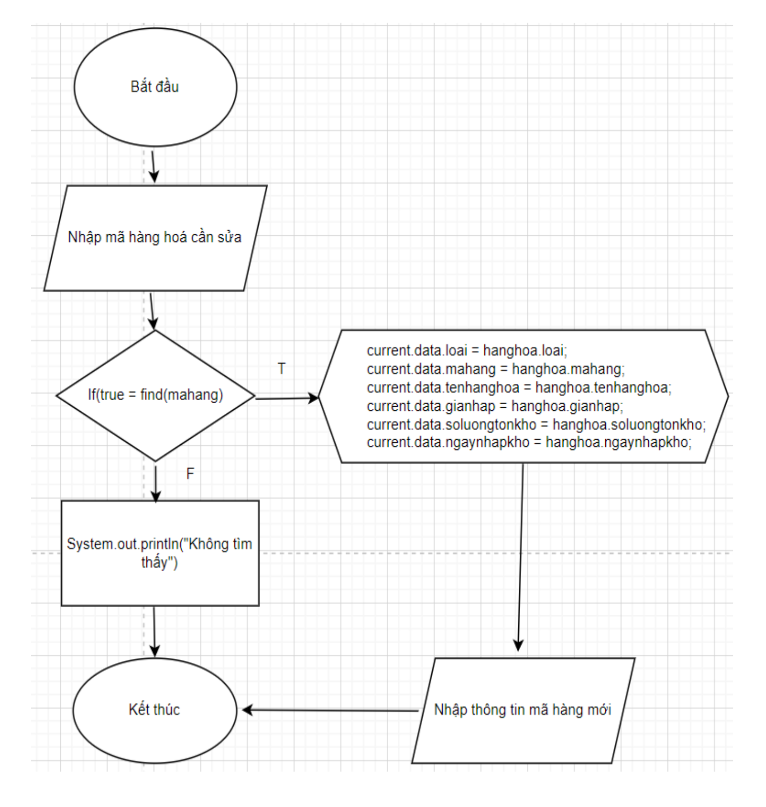 Bắt đầu
Nhập mã hàng hoá cần sửa
If(true = find(mahang)
T
current.data.loai = hanghoa.loai;
current.data.mahang = hanghoa.mahang;
current.data.tenhanghoa = hanghoa.tenhanghoa;
current.data.gianhap = hanghoa.gianhap;
current.data.soluongtonkho = hanghoa.soluongtonkho;
current.data.ngaynhapkho = hanghoa.ngaynhapkho;
F
System.out.println("Không tìm
thấy")
Kết thúc
Nhập thông tin mã hàng mới